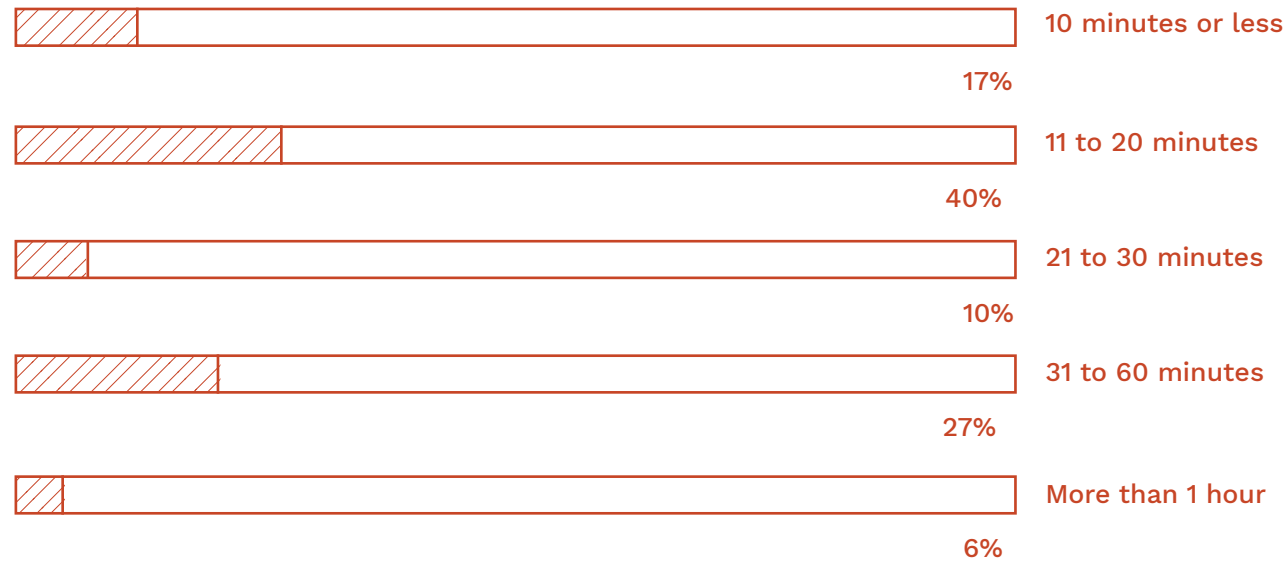 10 minutes or less
17%
11 to 20 minutes
40%
21 to 30 minutes
10%
31 to 60 minutes
27%
More than 1 hour
6%